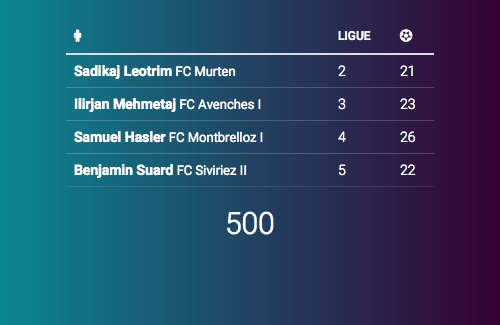 LIGUE
Sadikaj Leotrim FC Murten 2 21
Ilirjan Mehmetaj FC Avenches I 3 23
Samuel Hasler FC Montbrelloz I 4 26
Benjamin Suard FC Siviriez II 5 22
500